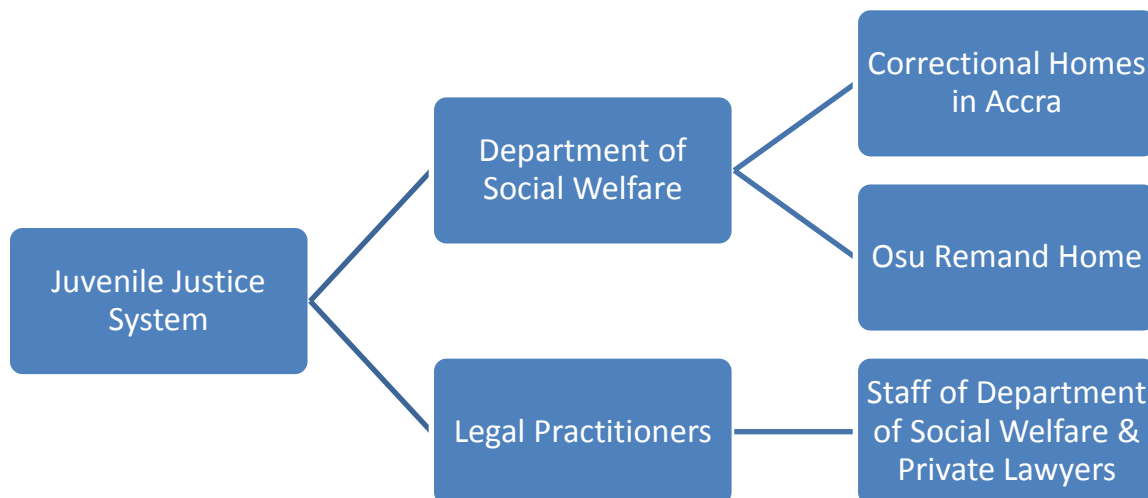 Juvenile Justice
System
Department of
Social Welfare
Correctional Homes
in Accra
Osu Remand Home
Legal Practitioners
Staff of Department
of Social Welfare &
Private Lawyers